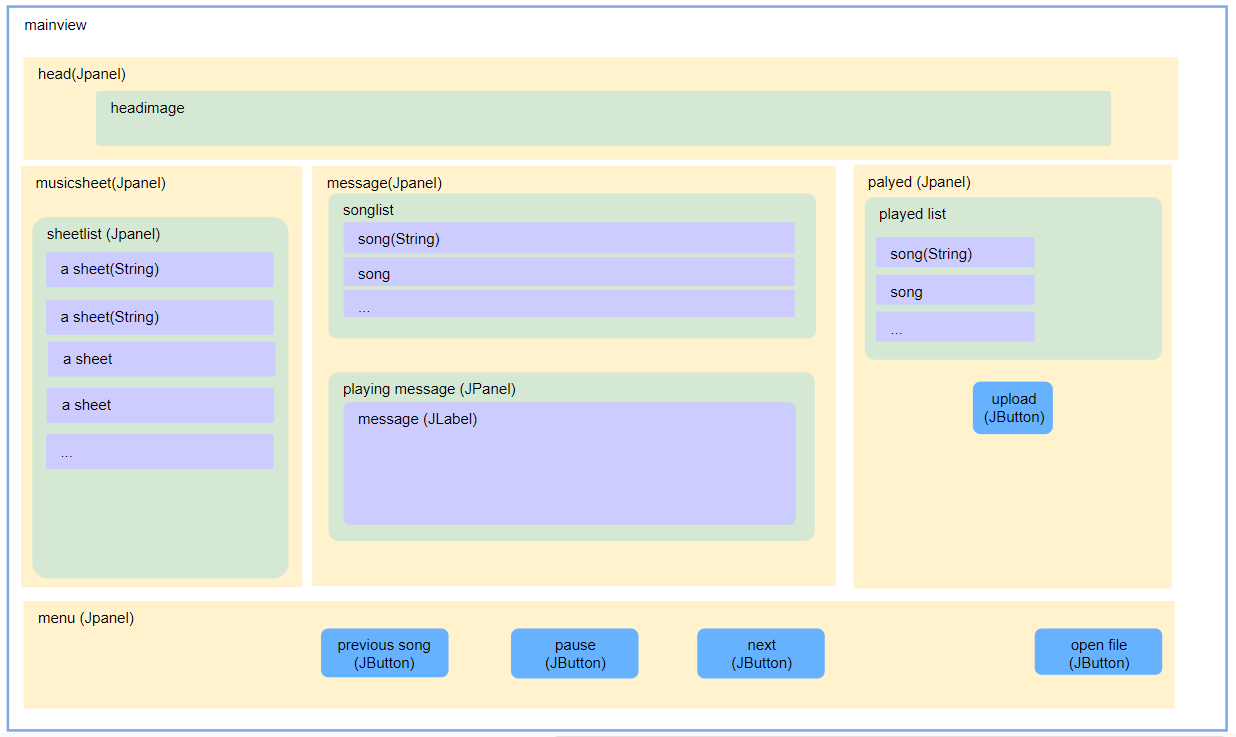 mainview
head(Jpanel)
headimage
musicsheet(Jpanel)
sheetlist (Jpanel)
a sheet(String)
a sheet(String)
a sheet
a sheet
...
message(Jpanel)
songlist
song(String)
song
...
playing message (JPanel)
message (JLabel)
palyed (Jpanel)
played list
song(String)
song
...
upload
(JButton)
menu (Jpanel)
previous song
(JButton)
pause
(JButton)
next
(JButton)
open file
(JButton)